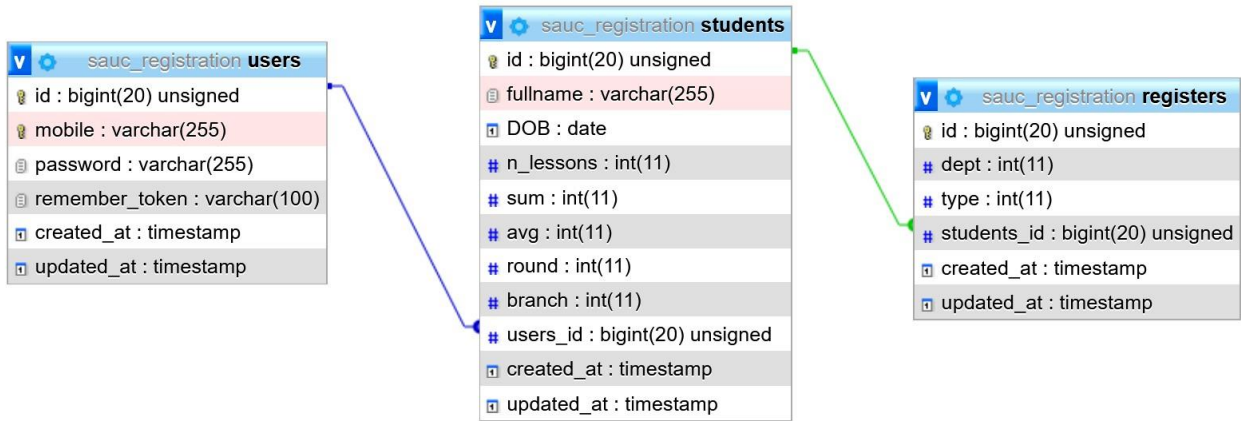 sauc_registration users
id : bigint(20) unsigned
mobile : varchar(255)
password : varchar(255)
remember_token : varchar(100)
created_at : timestamp
updated_at : timestamp
v sauc_registration students
id : bigint(20) unsigned
fullname : varchar(255)
DOB : date
# n_lessons : int(11)
# sum : int(11)
# avg : int(11)
# round : int(11)
# branch : int(11)
# users_id : bigint(20) unsigned
created_at : timestamp
updated_at : timestamp
v sauc_registration registers
id : bigint(20) unsigned
# dept : int(11)
# type : int(11)
# students_id : bigint(20) unsigned
created_at : timestamp
updated_at : timestamp